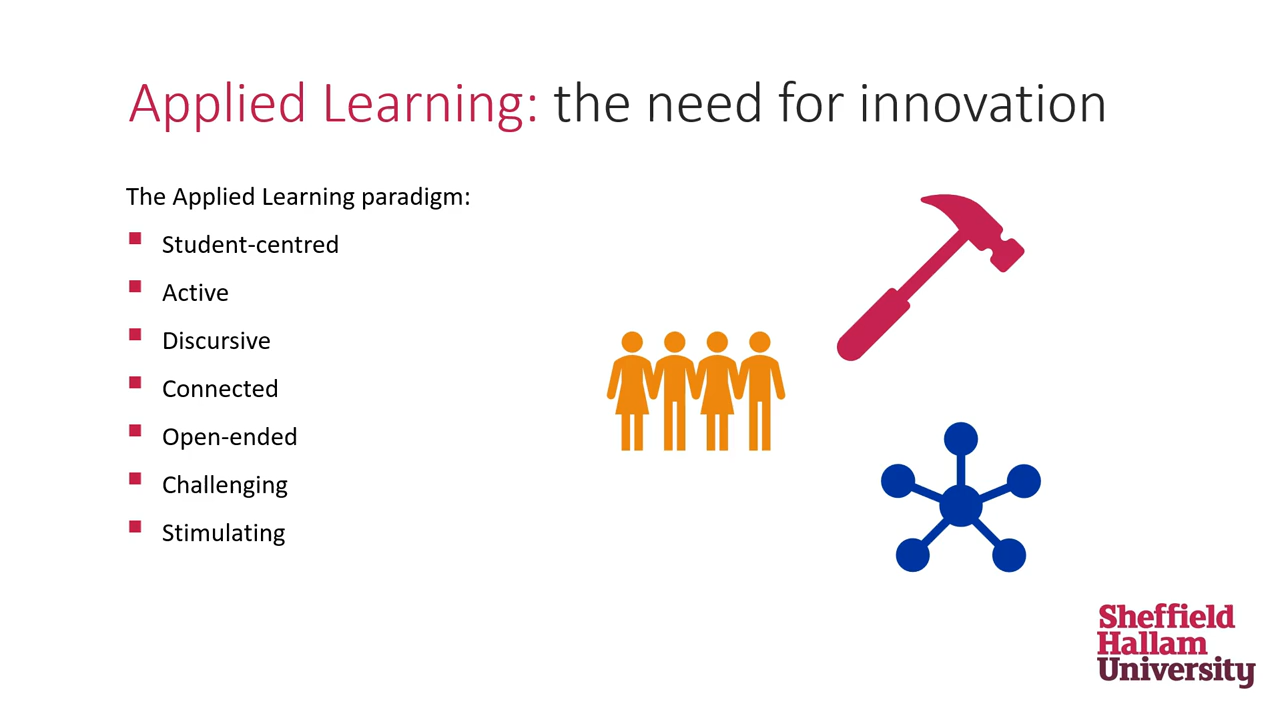 Applied Learning: the need for innovation
The Applied Learning paradigm:
Student-centred
Active
Discursive
Connected
Open-ended
Challenging
Stimulating
Sheffield
Hallam
University